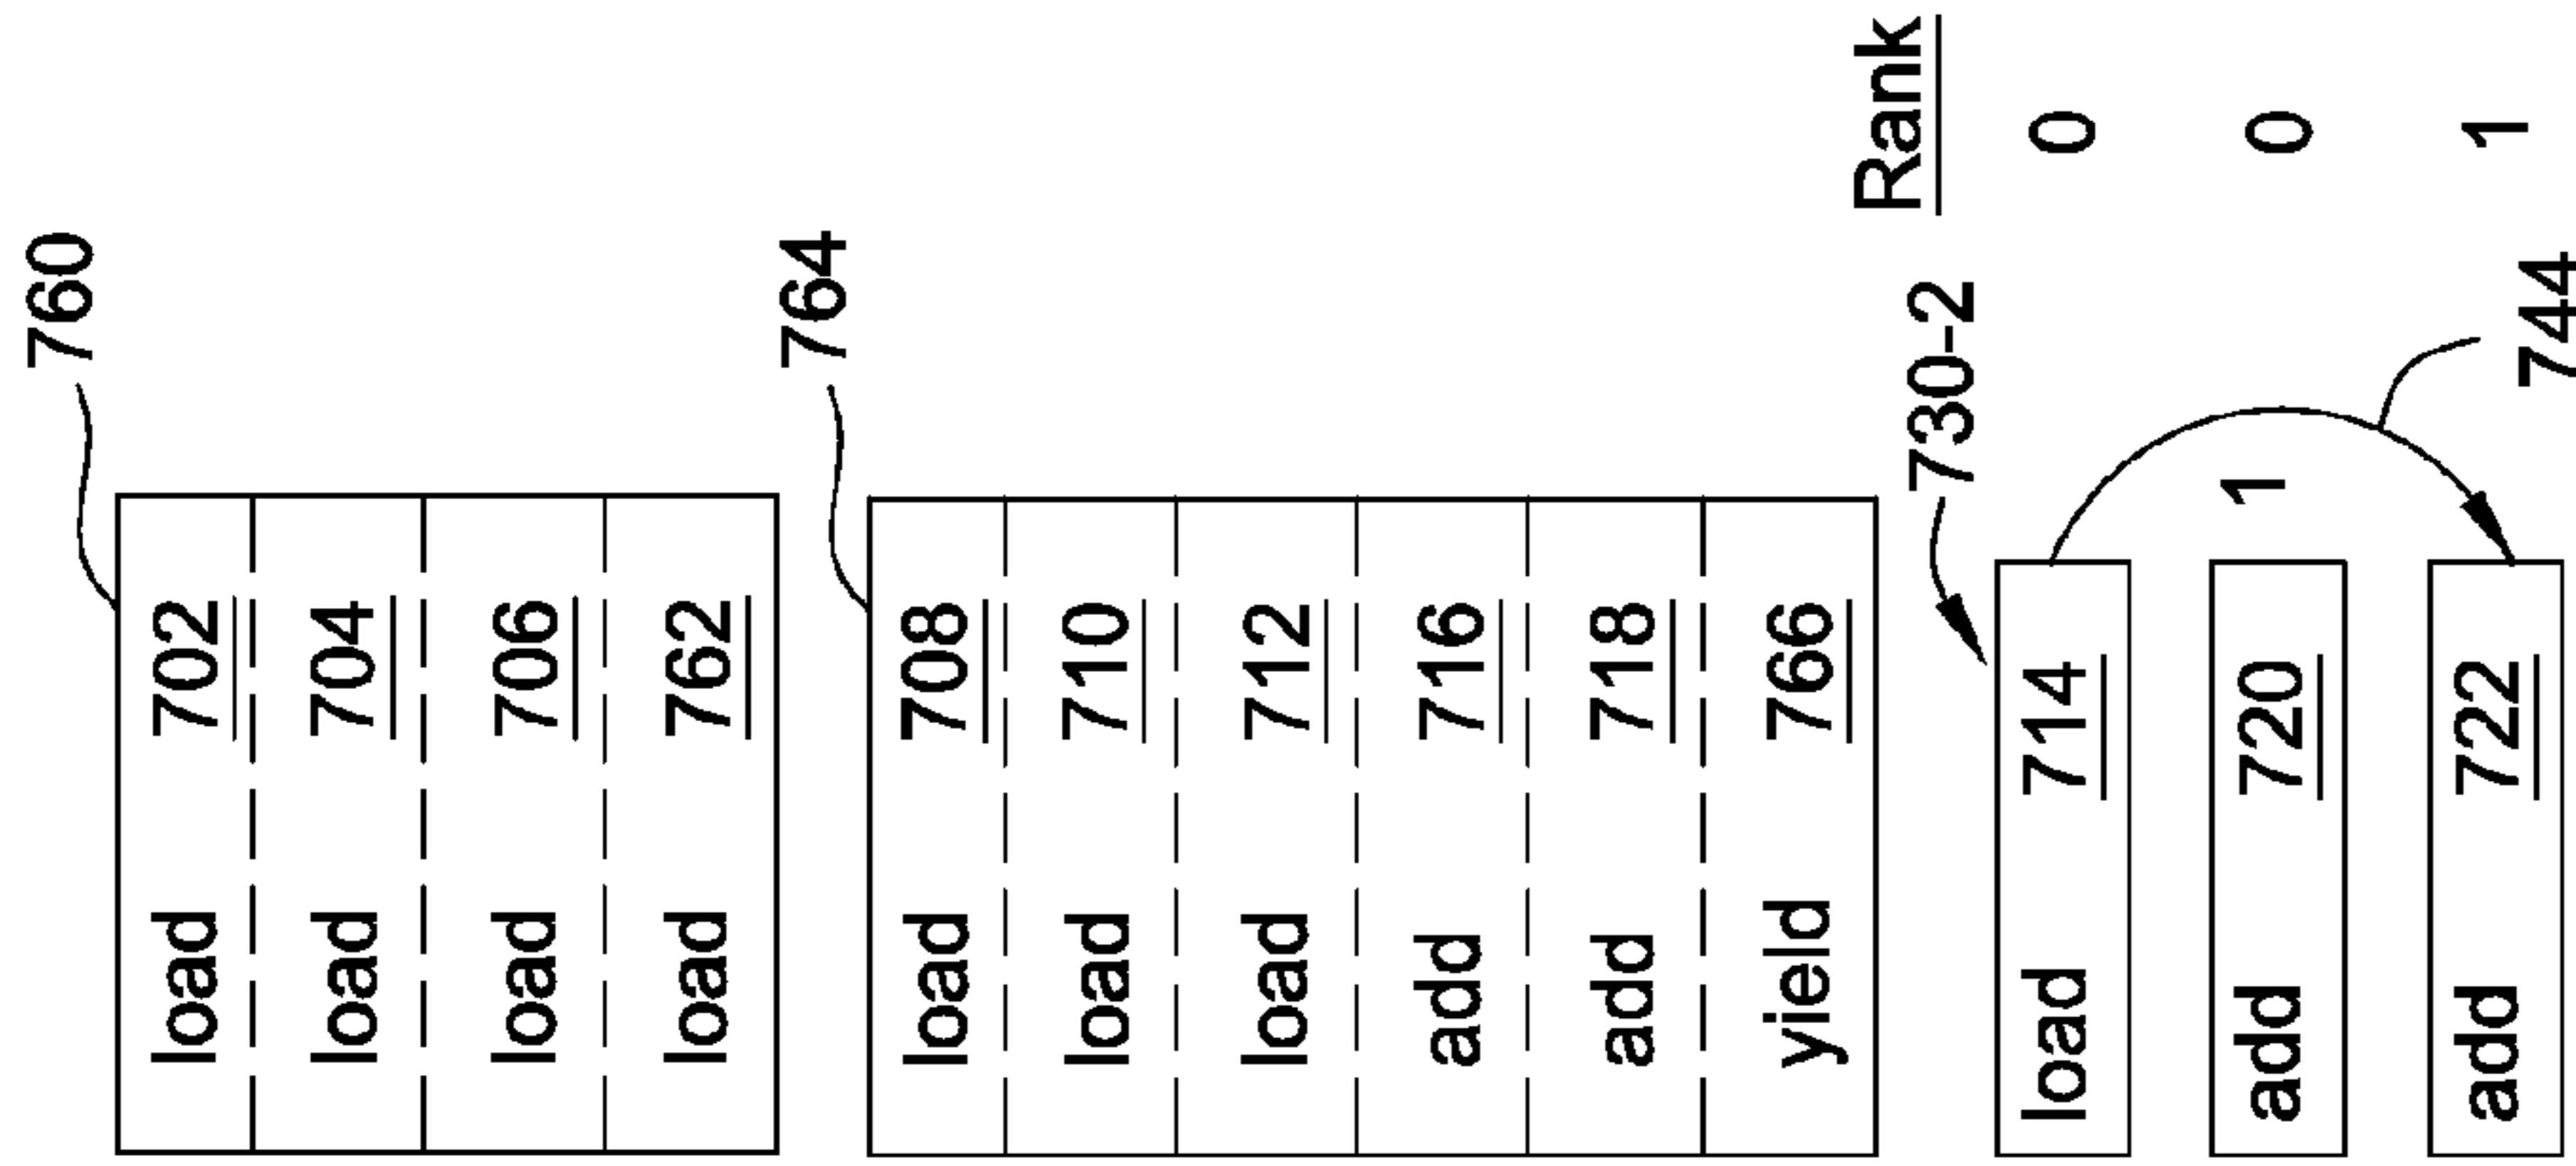 760
load 702
load 704
load 706
load 762
764
load 708
load 710
load 712
add 716
add 718
yield 766
730-2 Rank
load 714 0
1
add 720 0
add 722 1
744